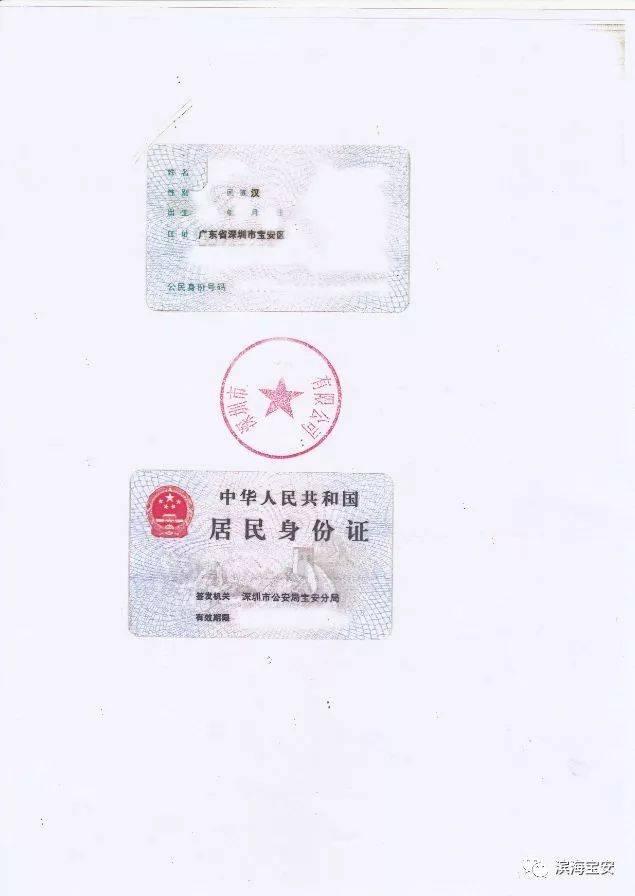 姓 名
性 别 民 族 汉
出 生 年 月 日
住 址 广东省深圳市宝安区
公民身份号码
深圳市 有限公司
中华人民共和国
居民身份证
签发机关 深圳市公安局宝安分局
有效期限
滨海宝安